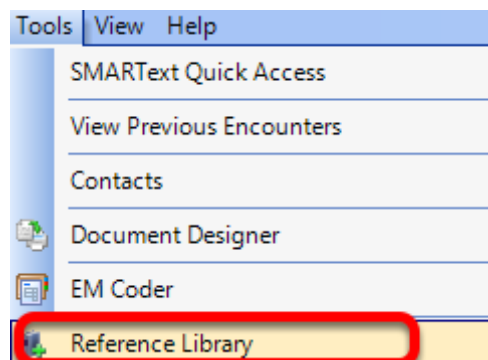 Tools View Help
SMARText Quick Access
View Previous Encounters
Contacts
Document Designer
EM Coder
Reference Library